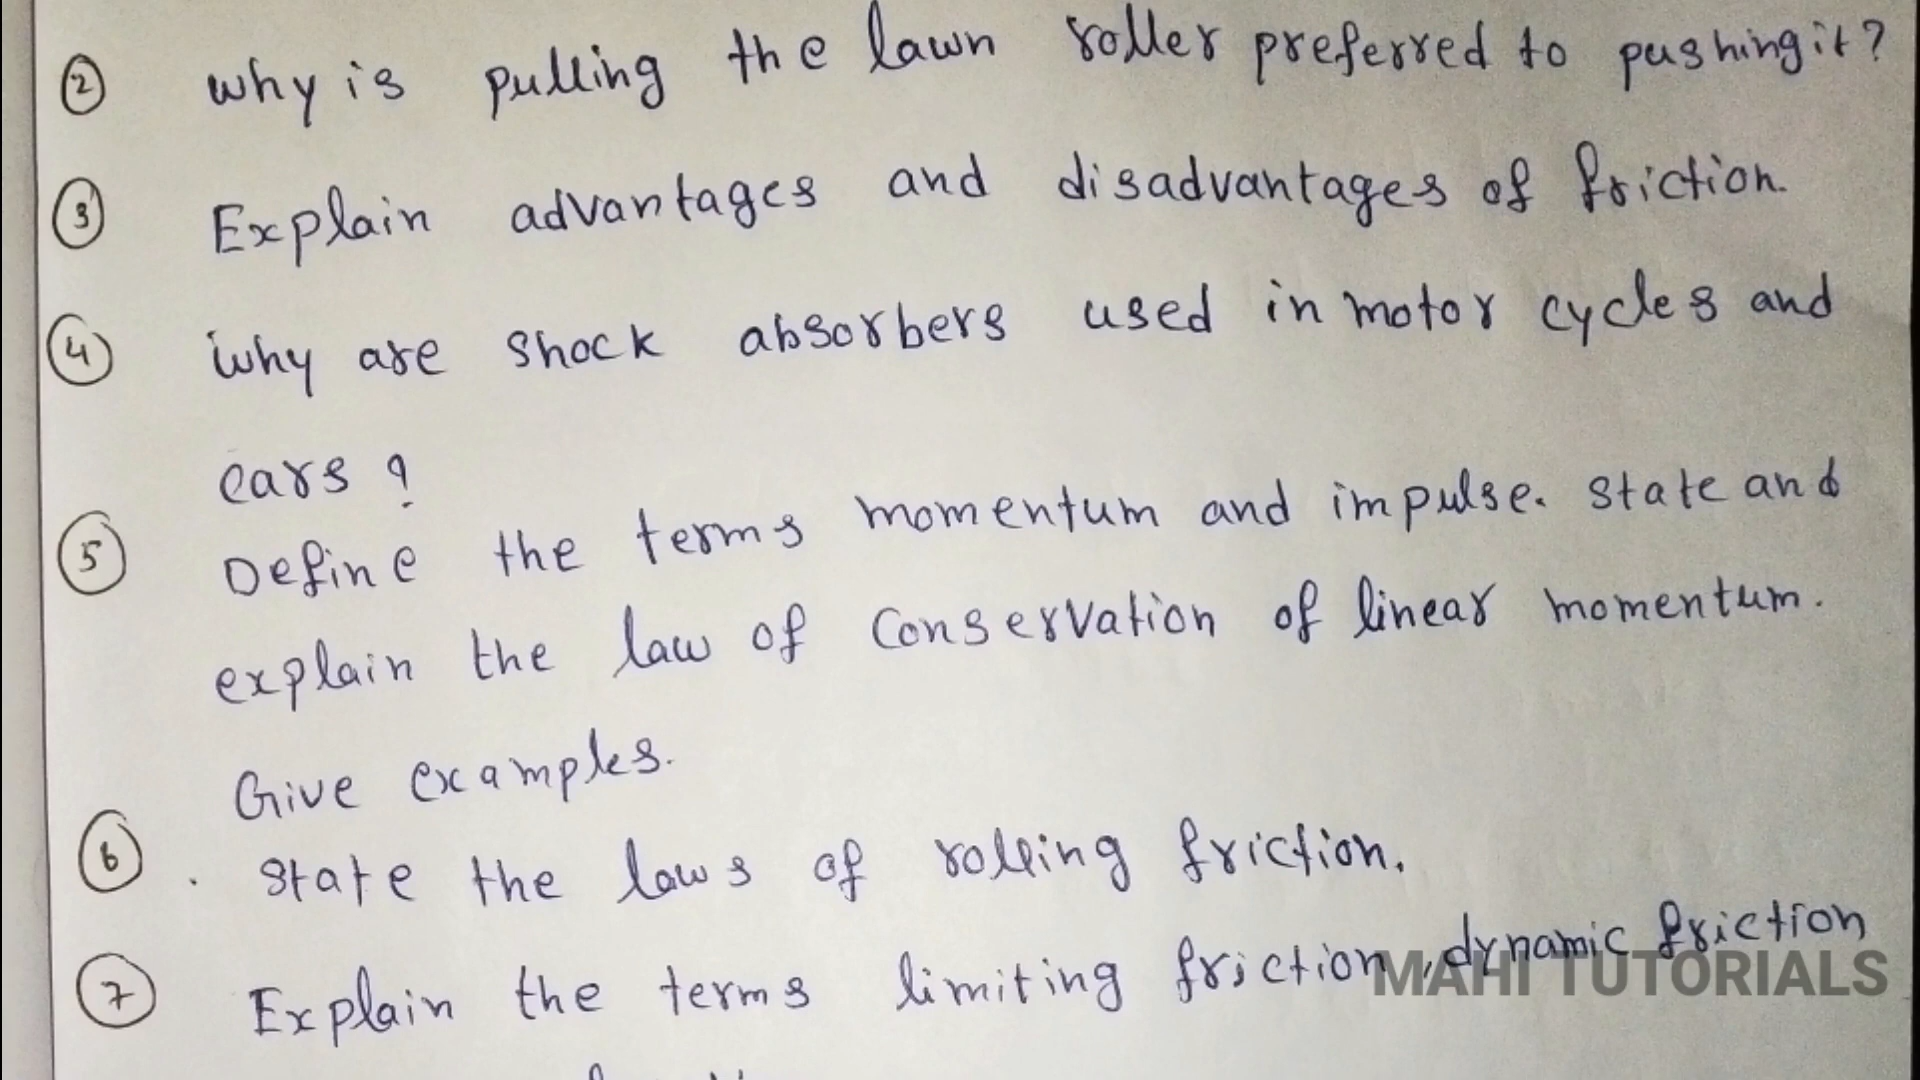 ② why is pulling the lawn roller preferred to pushing it?
③ Explain advantages and disadvantages of friction.
④ why are shock absorbers used in motor cycles and
cars?
⑤ Define the terms momentum and impulse. State and
explain the law of conservation of linear momentum.
Give examples.
⑥ State the laws of rolling friction.
⑦ Explain the terms limiting friction, dynamic friction
MAHI TUTORIALS